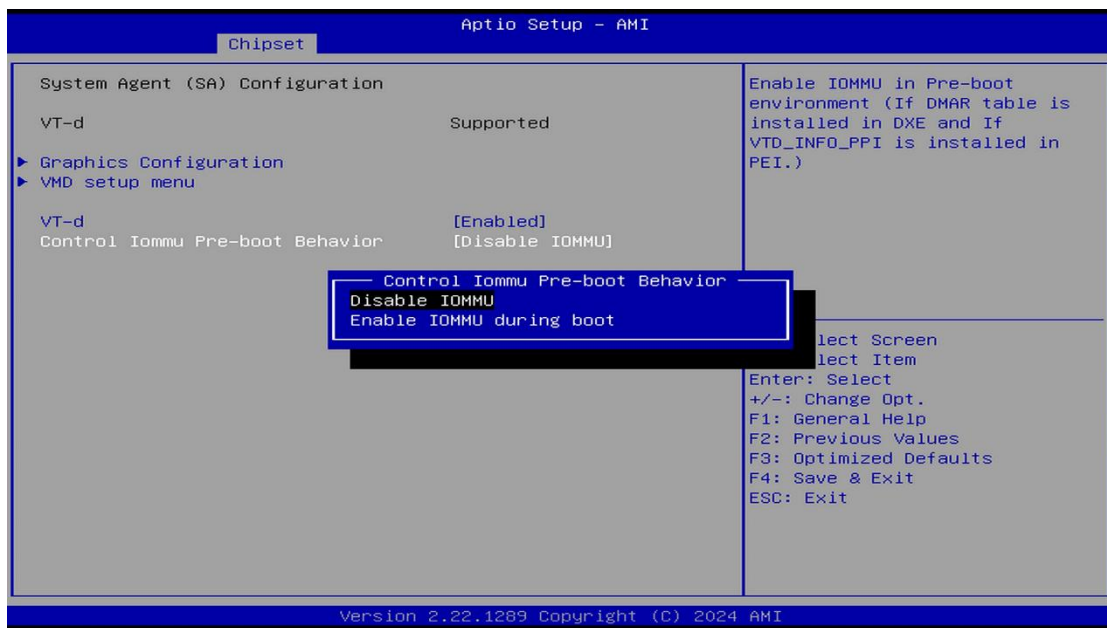 Aptio Setup – AMI
Chipset
System Agent (SA) Configuration
VT-d Supported
Graphics Configuration
VMD setup menu
VT-d [Enabled]
Control Iommu Pre-boot Behavior [Disable IOMMU]
Control Iommu Pre-boot Behavior
Disable IOMMU
Enable IOMMU during boot
Enable IOMMU in Pre-boot
environment (If DMAR table is
installed in DXE and If
VTD_INFO_PPI is installed in
PEI.)
lect Screen
lect Item
Enter: Select
+/-: Change Opt.
F1: General Help
F2: Previous Values
F3: Optimized Defaults
F4: Save & Exit
ESC: Exit
Version 2.22.1289 Copyright (C) 2024 AMI